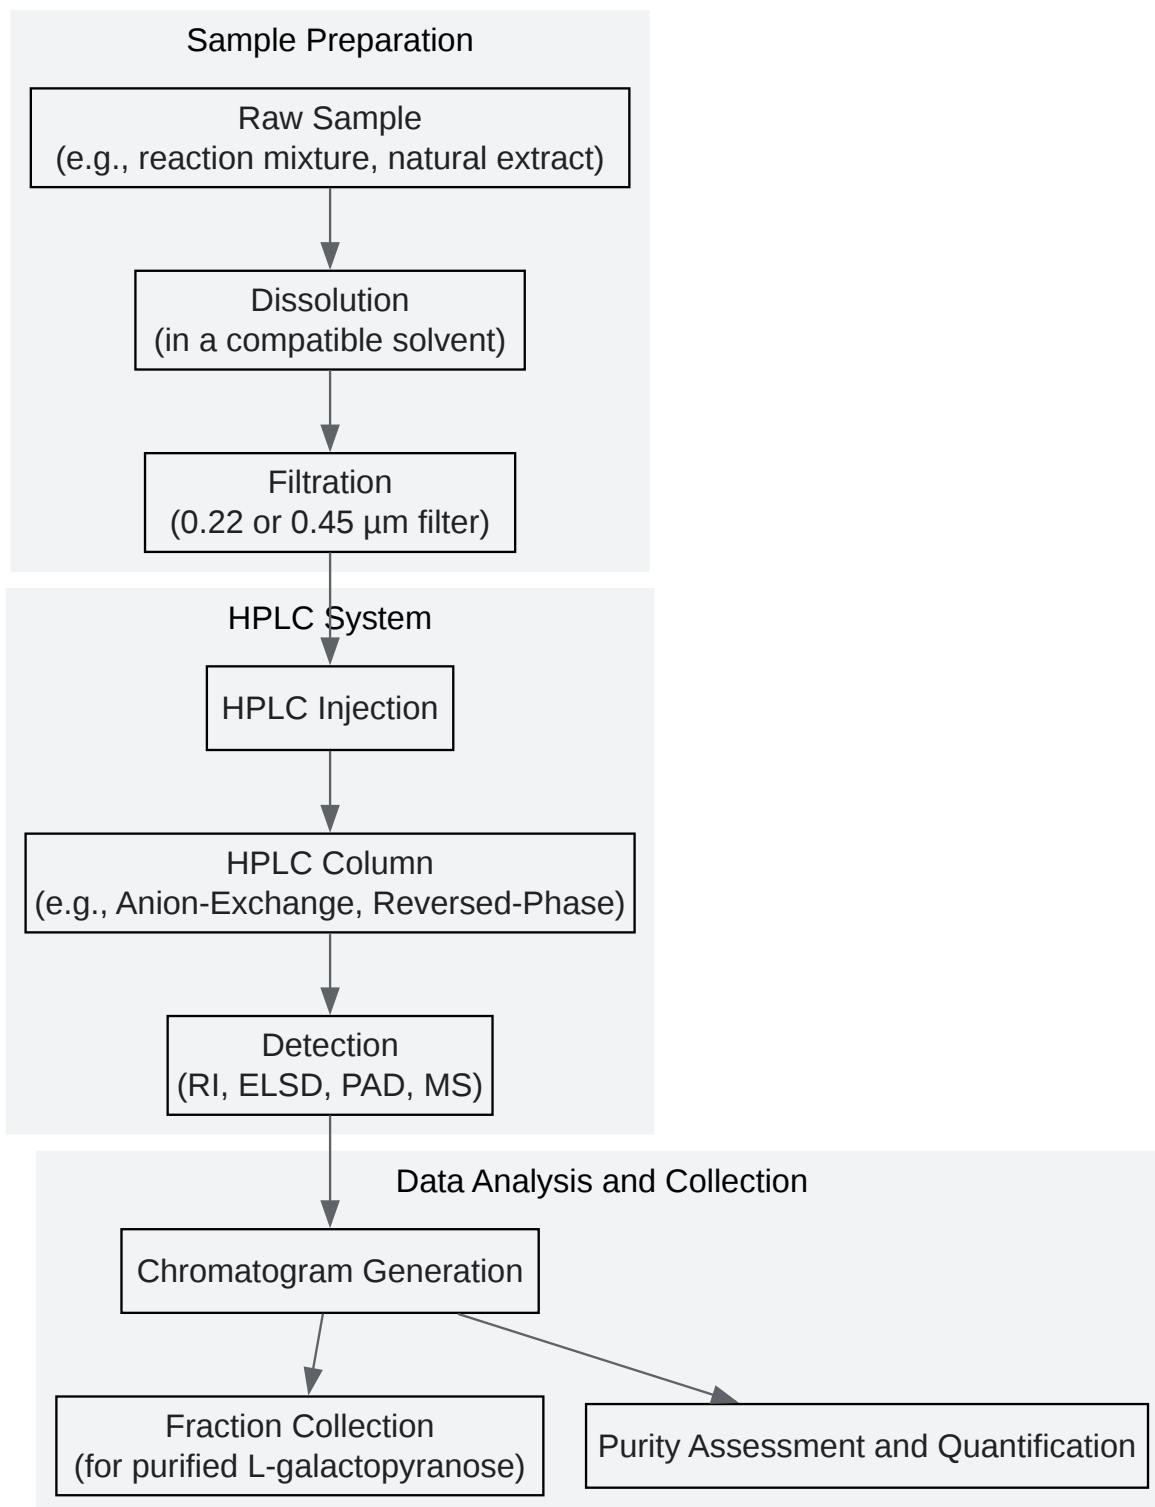 Sample Preparation
Raw Sample
(e.g., reaction mixture, natural extract)
Dissolution
(in a compatible solvent)
Filtration
(0.22 or 0.45 µm filter)
HPLC System
HPLC Injection
HPLC Column
(e.g., Anion-Exchange, Reversed-Phase)
Detection
(RI, ELSD, PAD, MS)
Data Analysis and Collection
Chromatogram Generation
Fraction Collection
(for purified L-galactopyranose)
Purity Assessment and Quantification